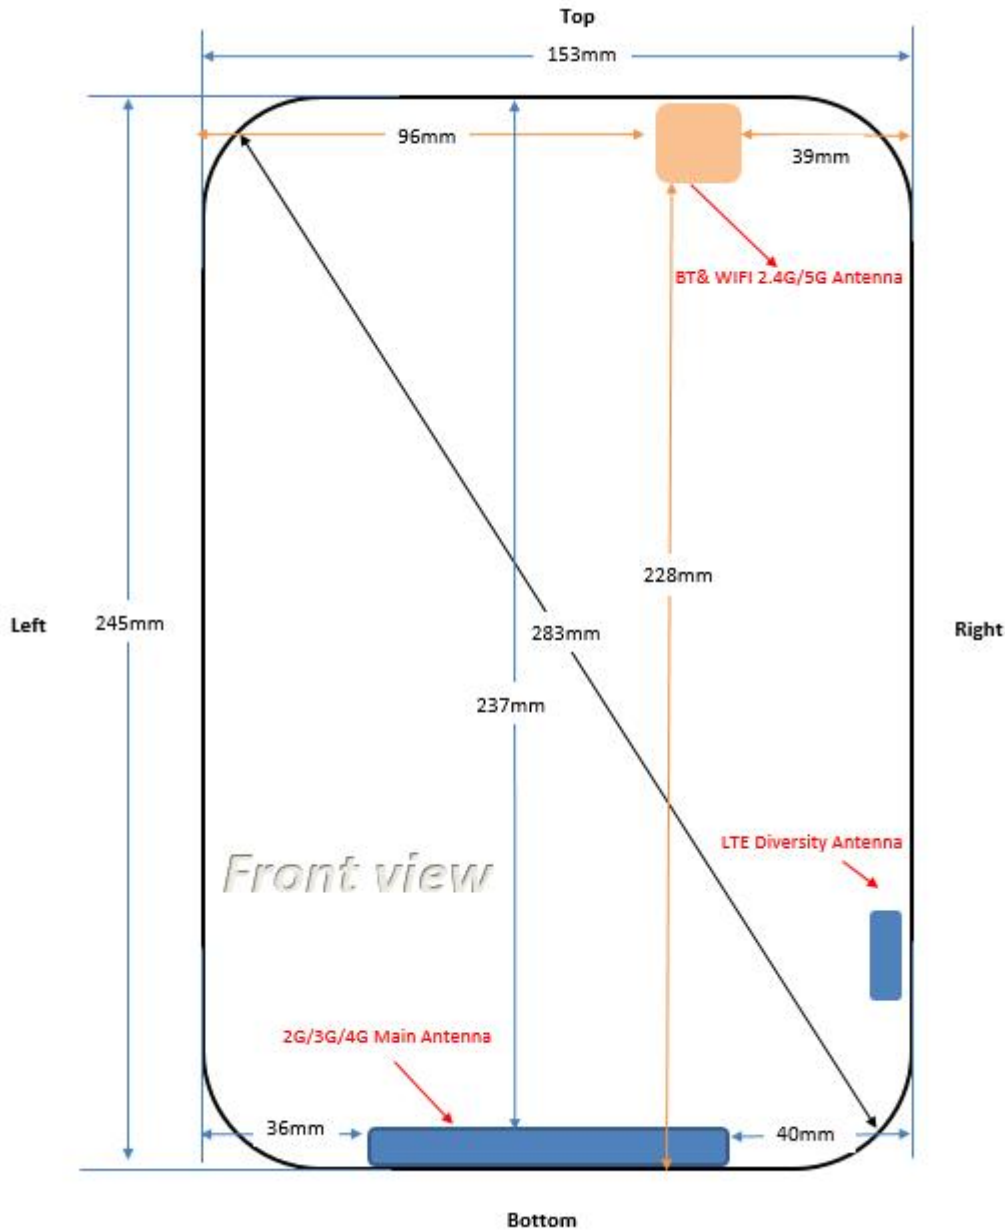 Top
153mm
96mm
39mm
BT& WIFI 2.4G/5G Antenna
228mm
Left
245mm
283mm
Right
237mm
LTE Diversity Antenna
Front view
2G/3G/4G Main Antenna
36mm
40mm
Bottom